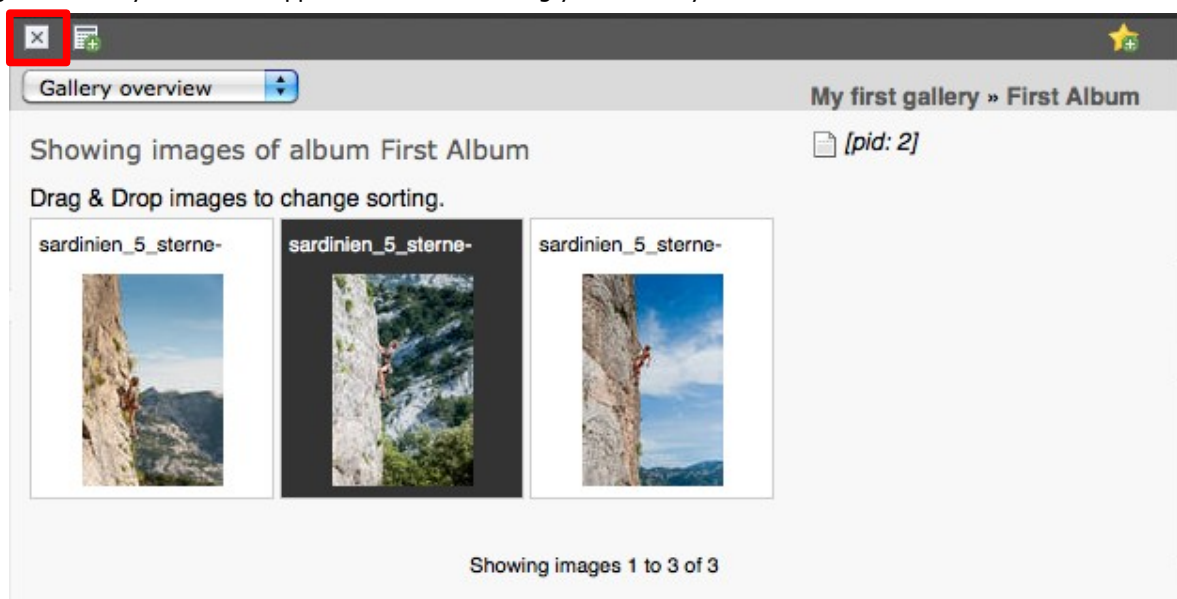 Gallery overview
My first gallery » First Album
[pid: 2]
Showing images of album First Album
Drag & Drop images to change sorting.
sardinien_5_sterne-
sardinien_5_sterne-
sardinien_5_sterne-
Showing images 1 to 3 of 3